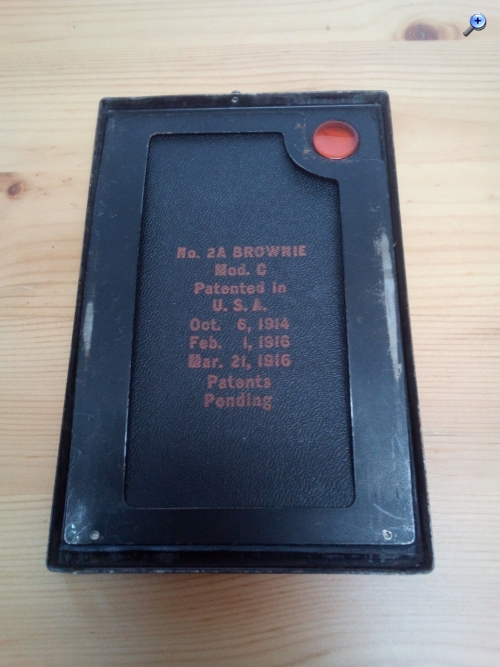 No. 2A BROWNIE
Mod. C
Patented in
U. S. A.
Oct. 6, 1914
Feb. 1, 1916
Mar. 21, 1916
Patents
Pending